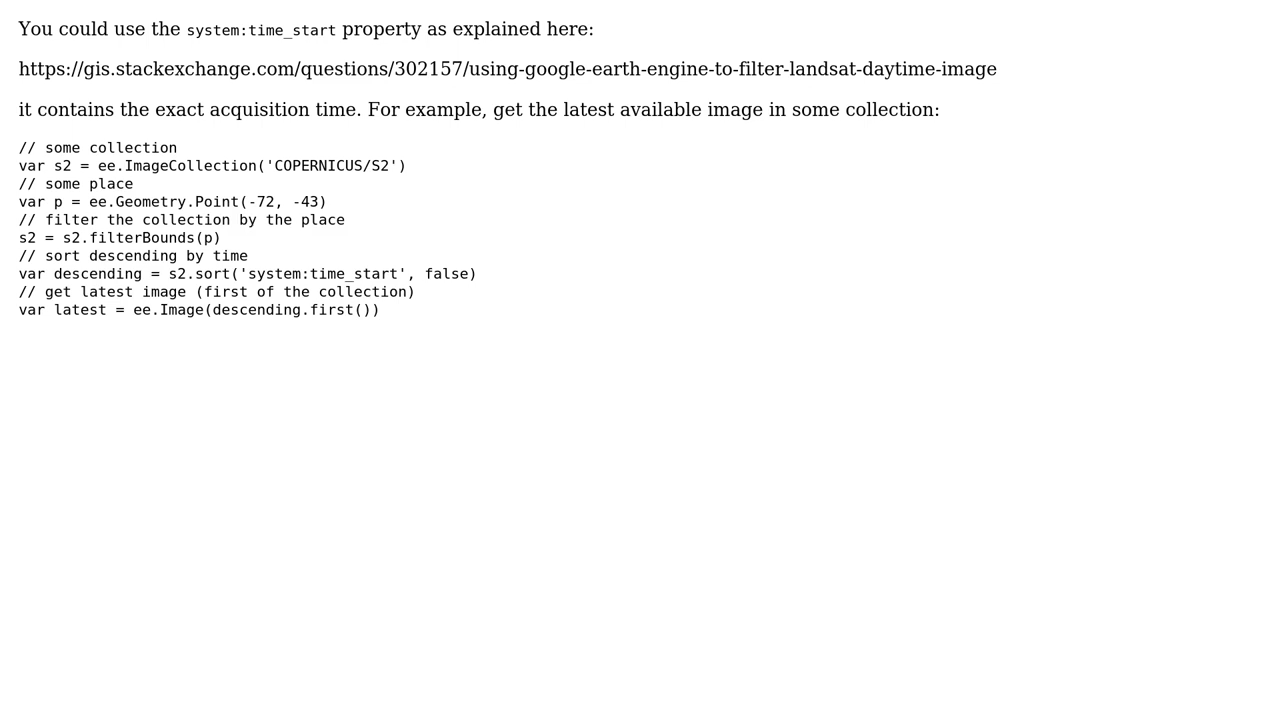 You could use the system:time_start property as explained here:
https://gis.stackexchange.com/questions/302157/using-google-earth-engine-to-filter-landsat-daytime-image
it contains the exact acquisition time. For example, get the latest available image in some collection:
// some collection
var s2 = ee.ImageCollection('COPERNICUS/S2')
// some place
var p = ee.Geometry.Point(-72, -43)
// filter the collection by the place
s2 = s2.filterBounds(p)
// sort descending by time
var descending = s2.sort('system:time_start', false)
// get latest image (first of the collection)
var latest = ee.Image(descending.first())